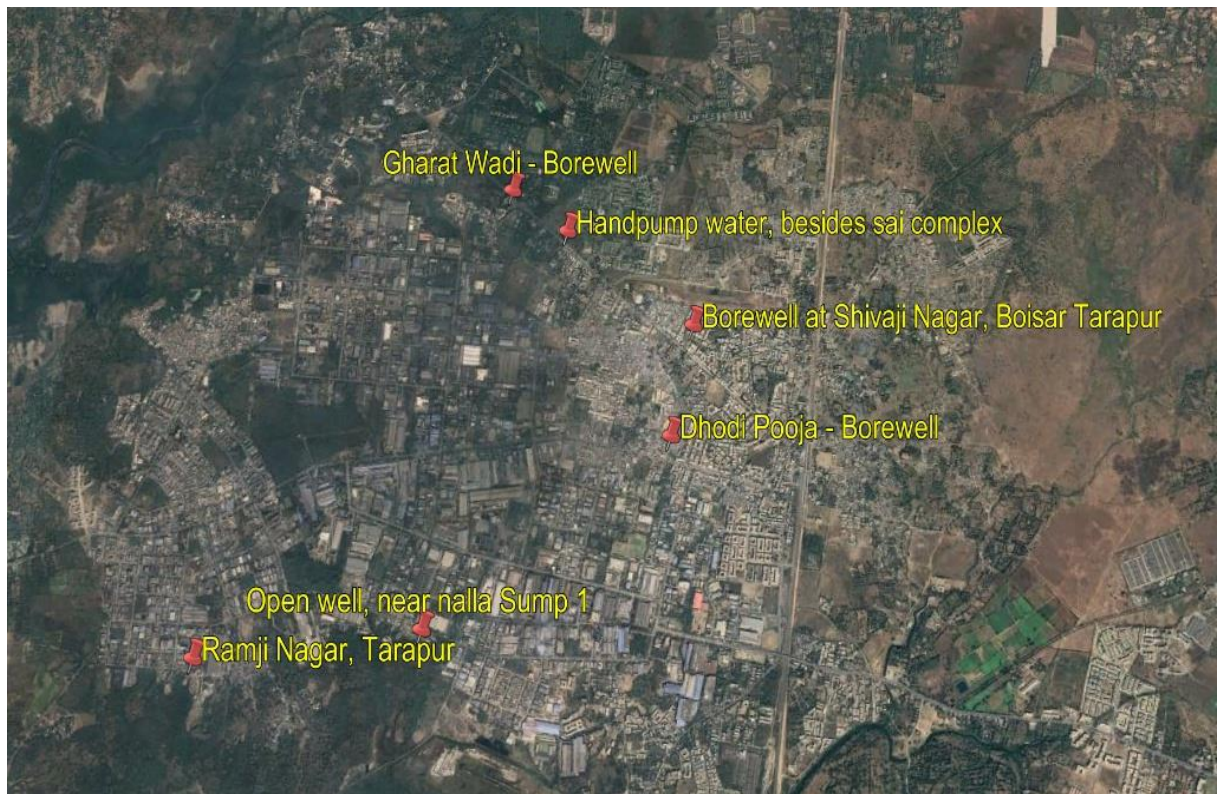 Gharat Wadi - Borewell
Handpump water, besides sai complex
Borewell at Shivaji Nagar, Boisar Tarapur
Dhodi Pooja - Borewell
Open well, near nalla Sump 1
Ramji Nagar, Tarapur